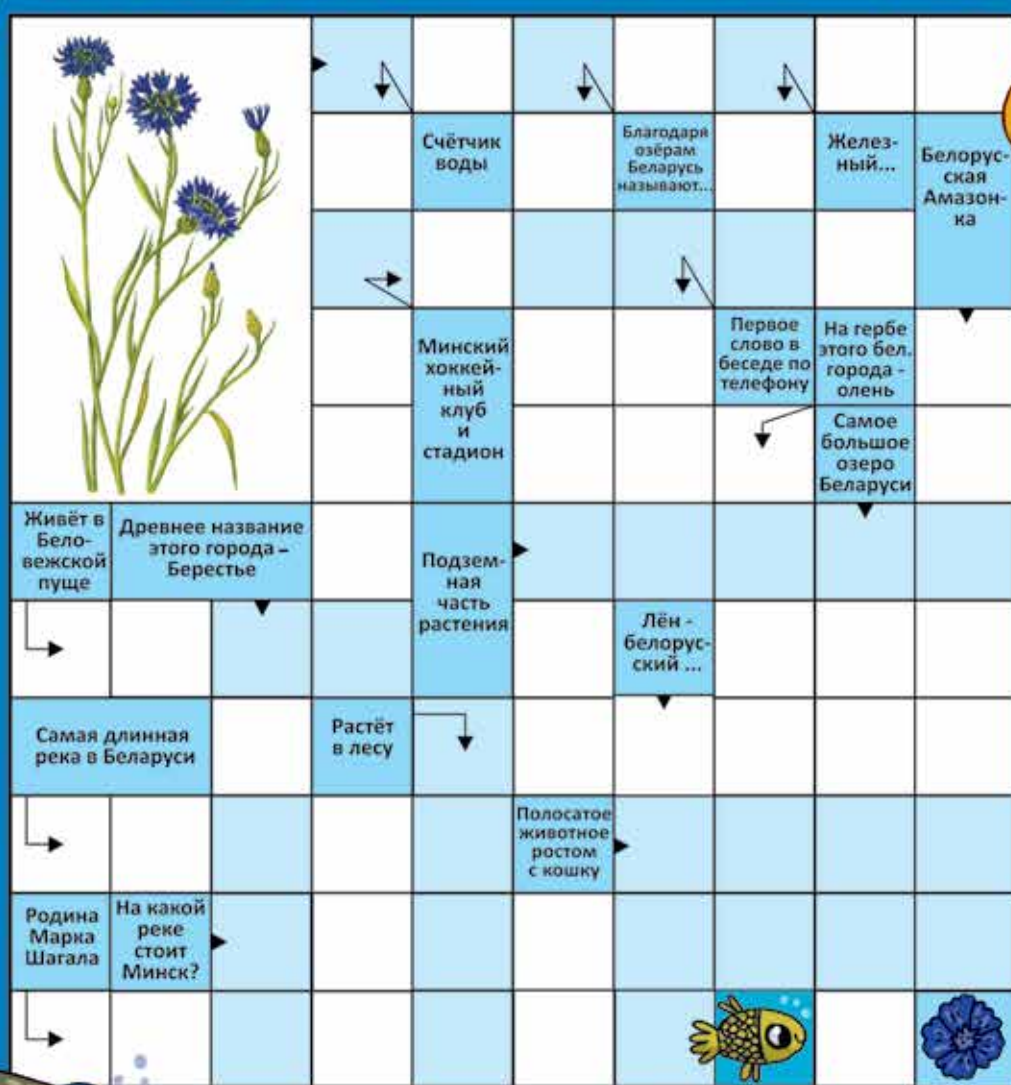 Счётчик
воды
Благодаря
озёрам
Беларусь
называют...
Желез-
ный...
Белорус-
ская
Амазон-
ка
Минский
хоккей-
ный
клуб
и
стадион
Первое
слово в
беседе по
телефону
На гербе
этого бел.
города -
олень
Самое
большое
озеро
Беларуси
Живёт в
Бело-
вежской
пуще
Древнее название
этого города –
Берестье
Подзем-
ная
часть
растения
Лён -
белорус-
ский ...
Самая длинная
река в Беларуси
Растёт
в лесу
Полосатое
животное
ростом
с кошку
Родина
Марка
Шагала
На какой
реке
стоит
Минск?